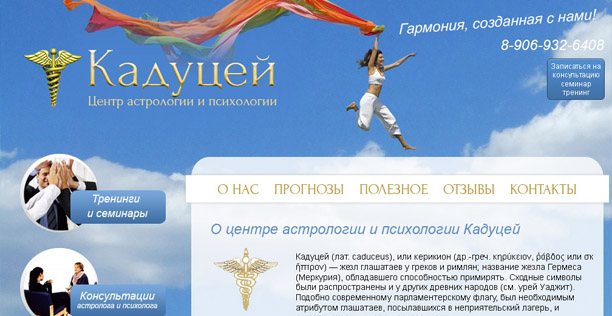 Гармония, созданная с нами!
8-906-932-6408
Кадуцей
Центр астрологии и психологии
Записаться на
консультацию
семинар
тренинг
О НАС ПРОГНОЗЫ ПОЛЕЗНОЕ ОТЗЫВЫ КОНТАКТЫ
Тренинги
и семинары
Консультации
астролога и психолога
О центре астрологии и психологии Кадуцей
Кадуцей (лат. caduceus), или керикион (др.-греч. κηρύκειον, ῥάβδος или σκ
ῆπτρον) — жезл глашатаев у греков и римлян; название жезла Гермеса
(Меркурия), обладавшего способностью примирять. Сходные символы
были распространены и у других древних народов (см. урей Уаджит).
Подобно современному парламентерскому флагу, был необходимым
атрибутом глашатаев, посылавшихся в неприятельский лагерь, и